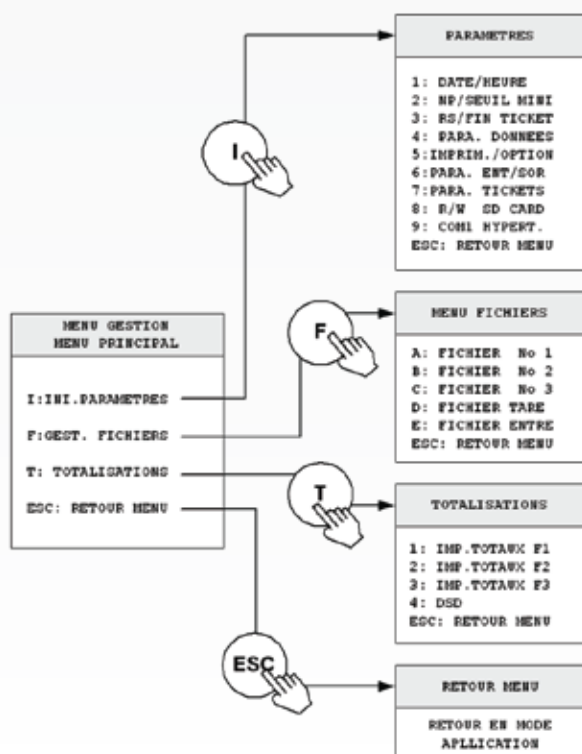 PARAMETRES
1: DATE/HEURE
2: NP/SEUIL MINI
3: RS/FIN TICKET
4: PARA. DONNEES
5:IMPRIM./OPTION
6:PARA. ENT/SOR
7:PARA. TICKETS
8: R/W SD CARD
9: COM1 HYPERT.
ESC: RETOUR MENU
I
MENU FICHIERS
A: FICHIER No 1
B: FICHIER No 2
C: FICHIER No 3
D: FICHIER TARE
E: FICHIER ENTRE
ESC: RETOUR MENU
F
MENU GESTION
MENU PRINCIPAL
I:INI.PARAMETRES
F:GEST. FICHIERS
T: TOTALISATIONS
ESC: RETOUR MENU
T
TOTALISATIONS
1: IMP.TOTAUX F1
2: IMP.TOTAUX F2
3: IMP.TOTAUX F3
4: DSD
ESC: RETOUR MENU
ESC
RETOUR MENU
RETOUR EN MODE
APLLICATION